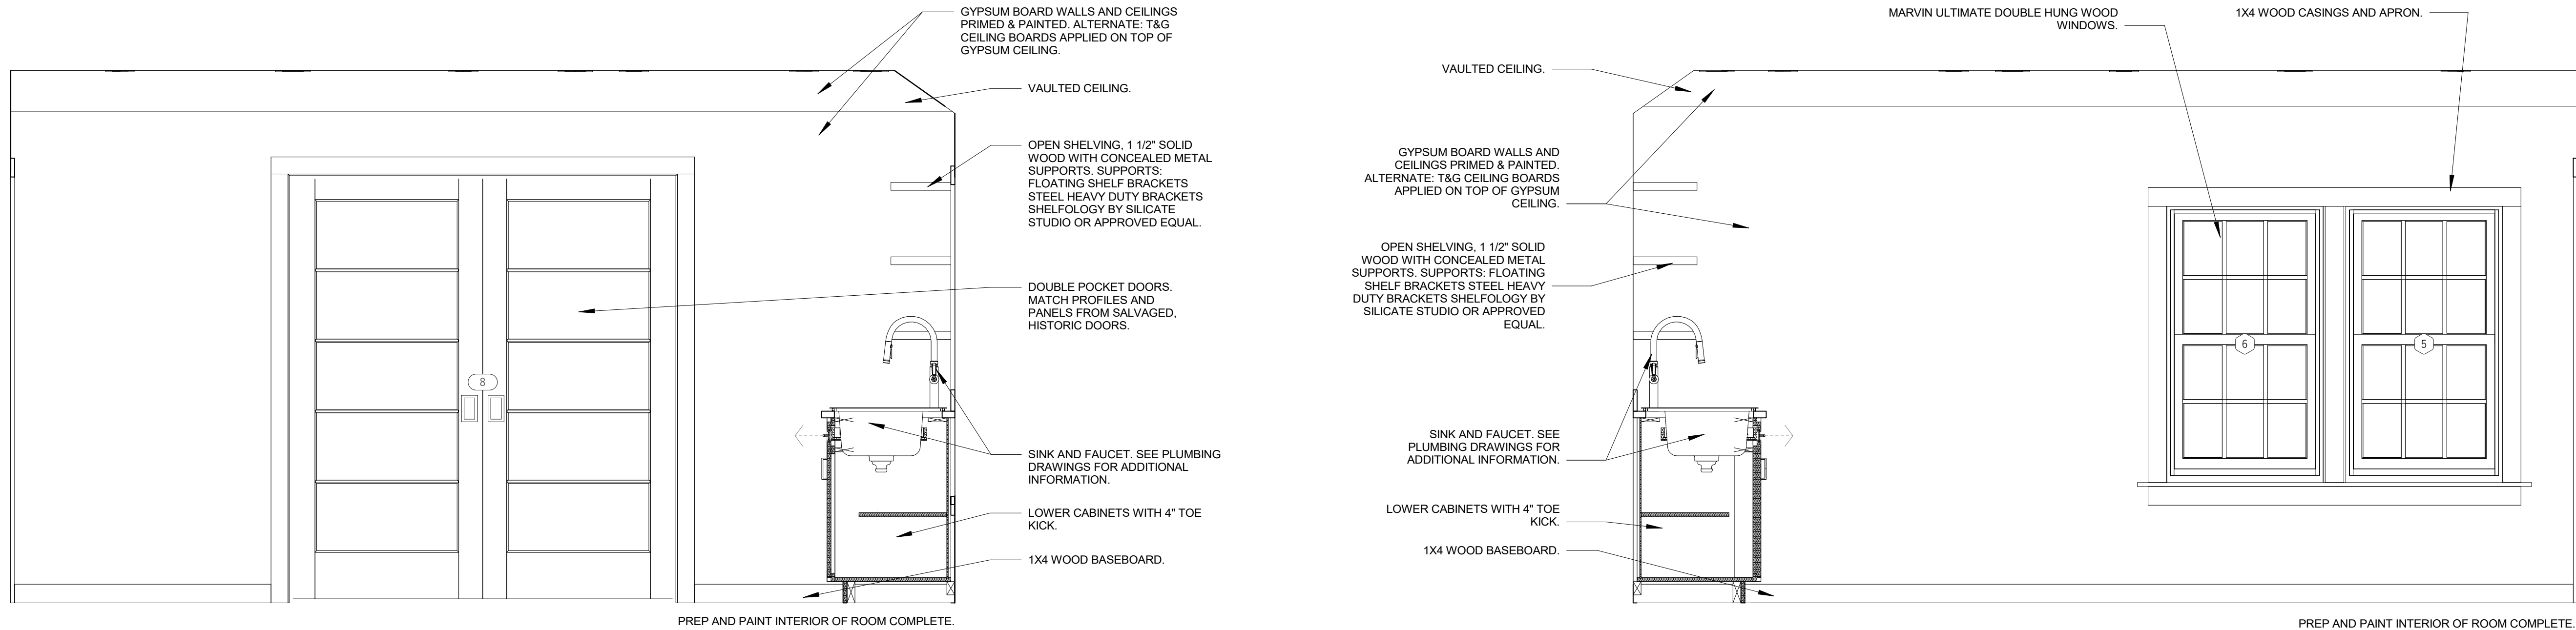 GYPSUM BOARD WALLS AND CEILINGS
PRIMED & PAINTED. ALTERNATE: T&G
CEILING BOARDS APPLIED ON TOP OF
GYPSUM CEILING.
VAULTED CEILING.
OPEN SHELVING, 1 1/2" SOLID
WOOD WITH CONCEALED METAL
SUPPORTS. SUPPORTS:
FLOATING SHELF BRACKETS
STEEL HEAVY DUTY BRACKETS
SHELFOLOGY BY SILICATE
STUDIO OR APPROVED EQUAL.
DOUBLE POCKET DOORS.
MATCH PROFILES AND
PANELS FROM SALVAGED,
HISTORIC DOORS.
8
SINK AND FAUCET. SEE PLUMBING
DRAWINGS FOR ADDITIONAL
INFORMATION.
LOWER CABINETS WITH 4" TOE
KICK.
1X4 WOOD BASEBOARD.
PREP AND PAINT INTERIOR OF ROOM COMPLETE.
MARVIN ULTIMATE DOUBLE HUNG WOOD
WINDOWS.
1X4 WOOD CASINGS AND APRON.
VAULTED CEILING.
GYPSUM BOARD WALLS AND
CEILINGS PRIMED & PAINTED.
ALTERNATE: T&G CEILING BOARDS
APPLIED ON TOP OF GYPSUM
CEILING.
OPEN SHELVING, 1 1/2" SOLID
WOOD WITH CONCEALED METAL
SUPPORTS. SUPPORTS: FLOATING
SHELF BRACKETS STEEL HEAVY
DUTY BRACKETS SHELFOLOGY BY
SILICATE STUDIO OR APPROVED
EQUAL.
6
5
SINK AND FAUCET. SEE
PLUMBING DRAWINGS FOR
ADDITIONAL INFORMATION.
LOWER CABINETS WITH 4" TOE
KICK.
1X4 WOOD BASEBOARD.
PREP AND PAINT INTERIOR OF ROOM COMPLETE.